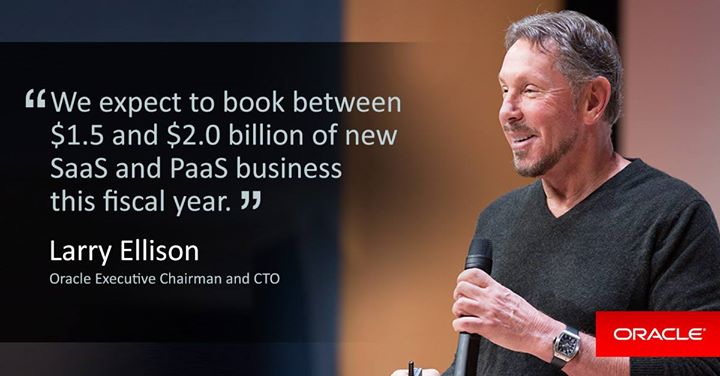 “We expect to book between
$1.5 and $2.0 billion of new
SaaS and PaaS business
this fiscal year.”
Larry Ellison
Oracle Executive Chairman and CTO
ORACLE®